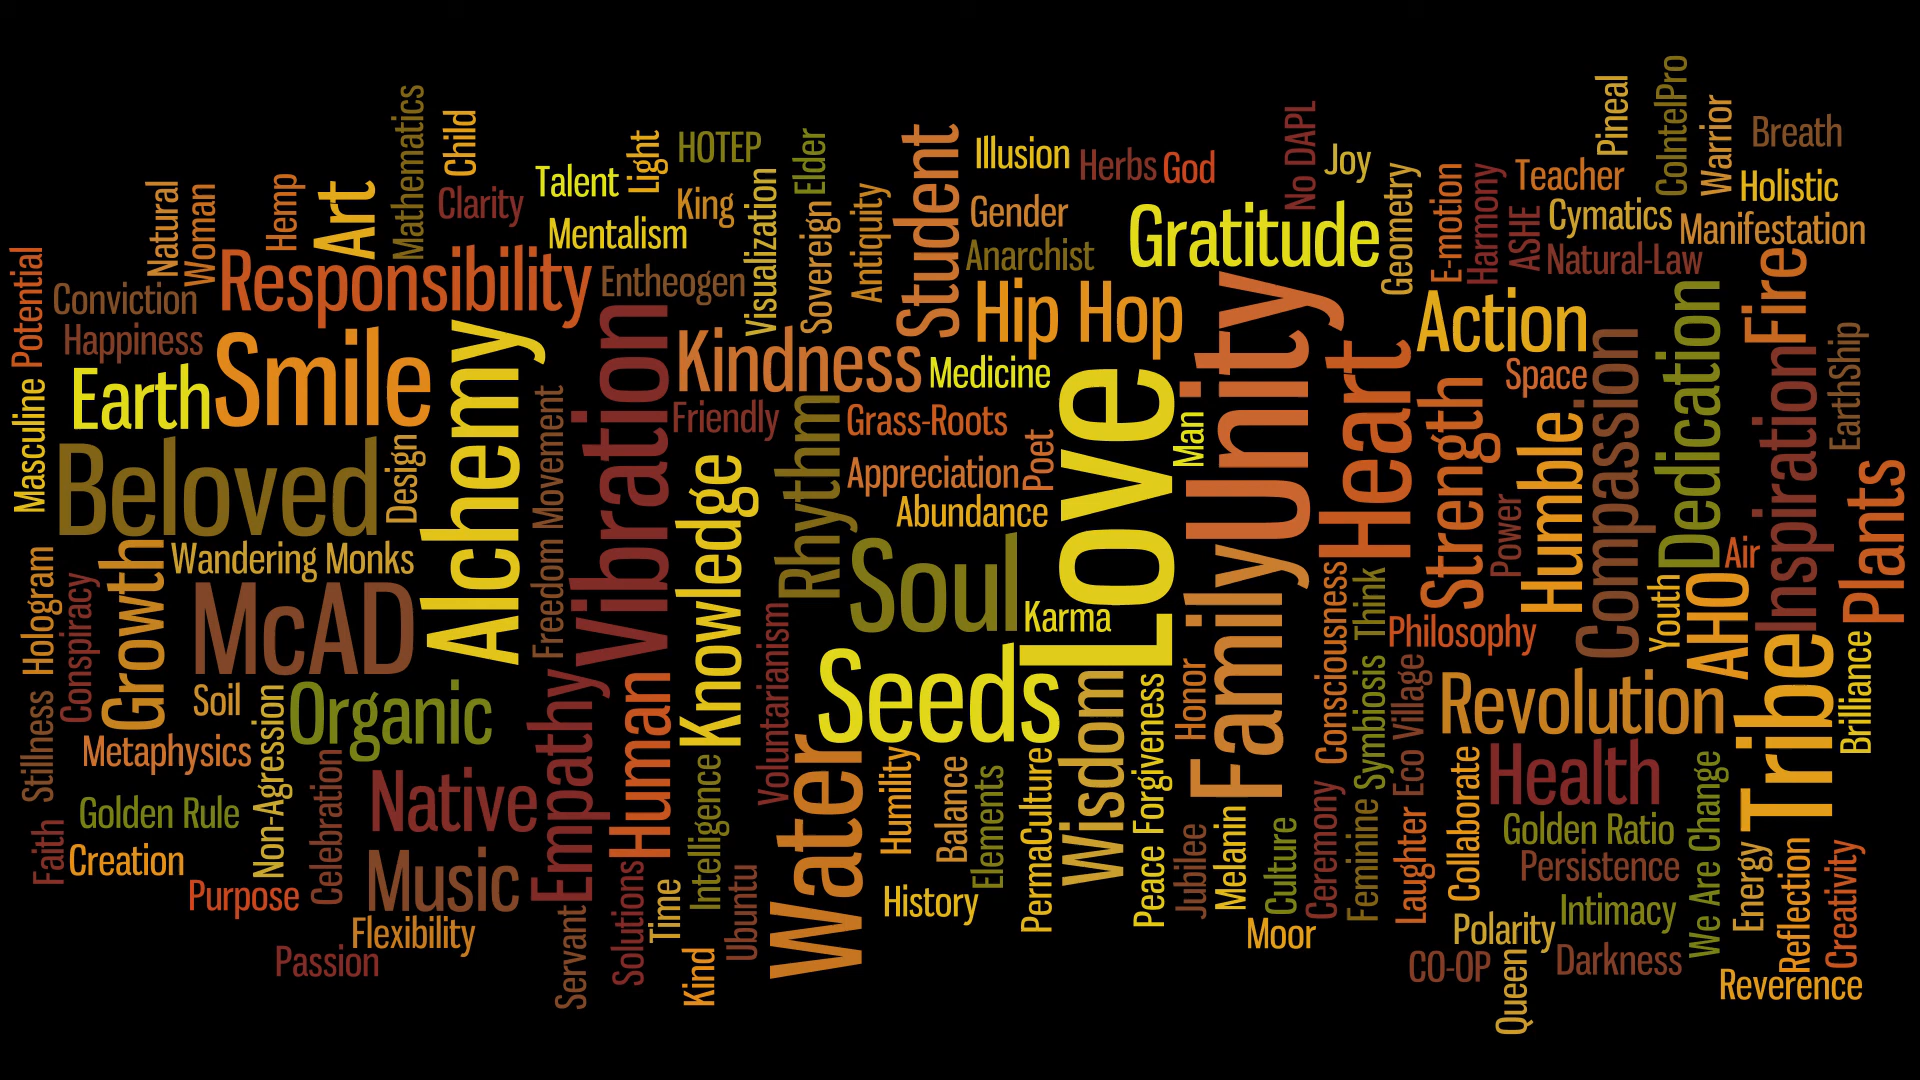 Potential
Masculine
Natural
Woman
Conviction
Happiness
Hemp
Art
Mathematics
Child
Clarity
Responsibility
Earth
Smile
Beloved
Design
Alchemy
Wandering Monks
McAD
Growth
Hologram
Conspiracy
Stillness
Soil
Organic
Metaphysics
Non-Agression
Golden Rule
Celebration
Faith
Creation
Purpose
Passion
Flexibility
Native
Music
Talent
Light
HOTEP
Mentalism
King
Entheogen
Visualization
Elder
Sovereign
Antiquity
Vibration
Freedom Movement
Kindness
Friendly
Knowledge
Rhythm
Empathy
Human
Voluntarianism
Servant
Solutions
Time
Intelligence
Kind
Ubuntu
Student
Illusion
Herbs
God
Gender
Anarchist
Hip Hop
Medicine
Grass-Roots
Appreciation
Poet
Abundance
Soul
Karma
Seeds
Love
Water
Humility
Balance
Elements
History
PermaCulture
Wisdom
Peace
Forgiveness
Gratitude
No DAPL
Joy
Geometry
Man
Unity
Family
Heart
Honor
Consciousness
Think
Symbiosis
Eco Village
Jubilee
Melanin
Culture
Moor
Ceremony
Feminine
Laughter
E-motion
Harmony
Teacher
ASHE
Cymatics
Natural-Law
Pineal
CoIntelPro
Warrior
Breath
Holistic
Manifestation
Action
Space
Strength
Power
Humble
Compassion
Dedication
Fire
Inspiration
EarthShip
Plants
Air
Youth
AHO
Philosophy
Revolution
Tribe
Brilliance
Health
Collaborate
Golden Ratio
Persistence
Intimacy
We Are Change
Energy
Reflection
Creativity
Polarity
CO-OP
Queen
Darkness
Reverence